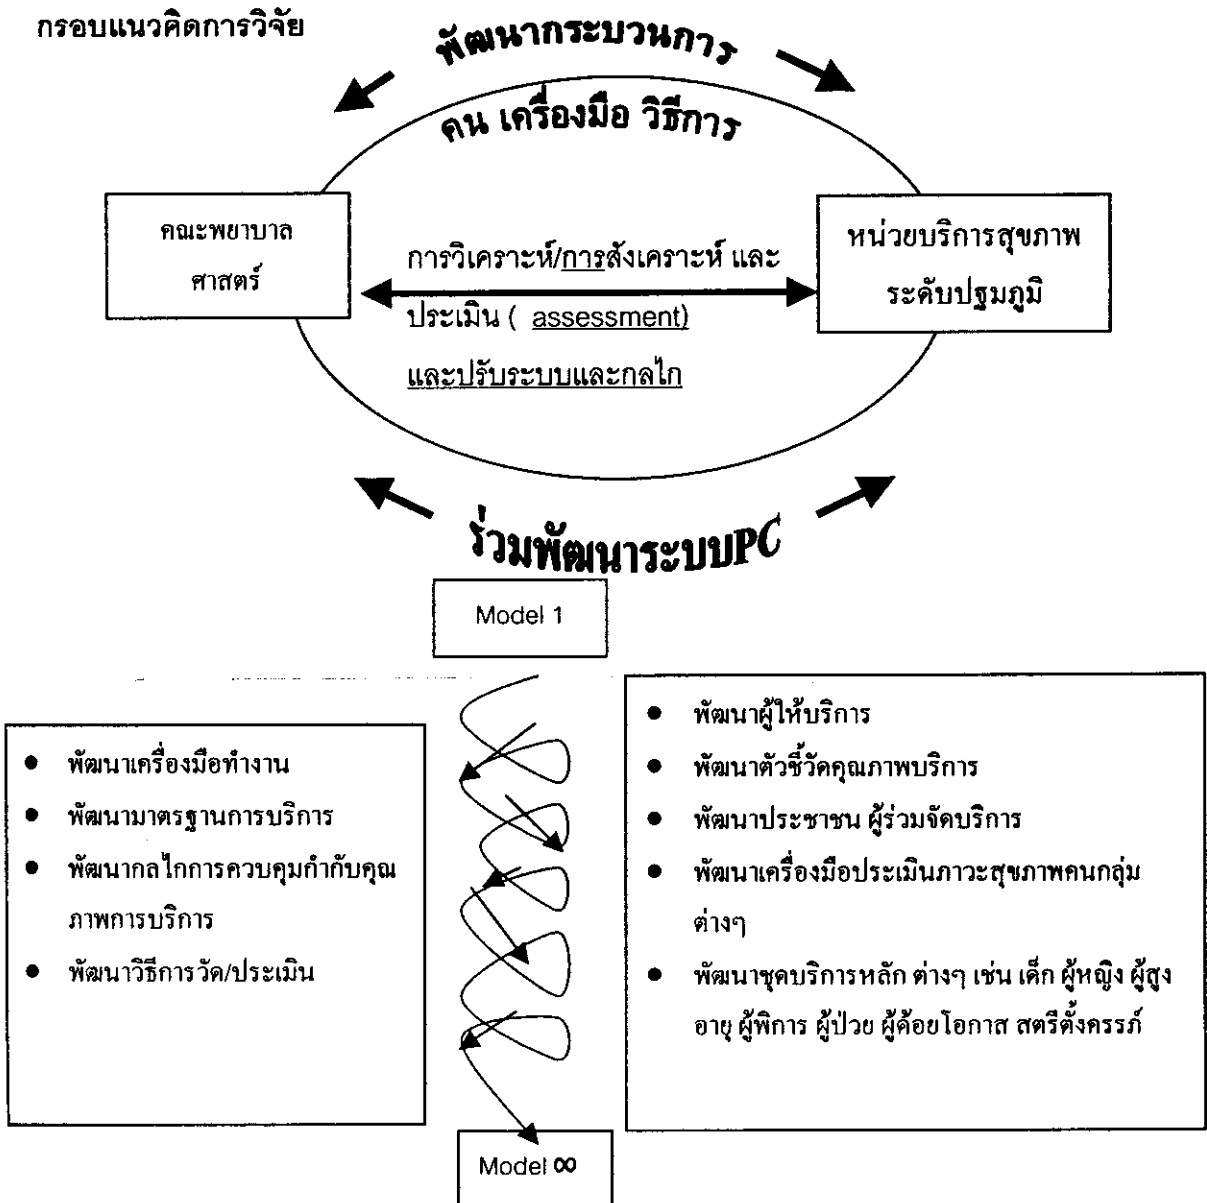 กรอบแนวคิดการวิจัย
พัฒนากระบวนการ
คน เครื่องมือ วิธีการ
คณะพยาบาล
ศาสตร์
การวิเคราะห์/การสังเคราะห์ และ
ประเมิน ( assessment)
และปรับระบบและกลไก
หน่วยบริการสุขภาพ
ระดับปฐมภูมิ
ร่วมพัฒนาระบบPC
Model 1
● พัฒนาเครื่องมือทำงาน
● พัฒนามาตรฐานการบริการ
● พัฒนากลไกการควบคุมกำกับคุณ
ภาพการบริการ
● พัฒนาวิธีการวัด/ประเมิน
● พัฒนาผู้ให้บริการ
● พัฒนาตัวชี้วัดคุณภาพบริการ
● พัฒนาประชาชน ผู้ร่วมจัดบริการ
● พัฒนาเครื่องมือประเมินภาวะสุขภาพคนกลุ่ม
ต่างๆ
● พัฒนาชุดบริการหลัก ต่างๆ เช่น เด็ก ผู้หญิง ผู้สูง
อายุ ผู้พิการ ผู้ป่วย ผู้ด้อยโอกาส สตรีตั้งครรภ์
Model ∞